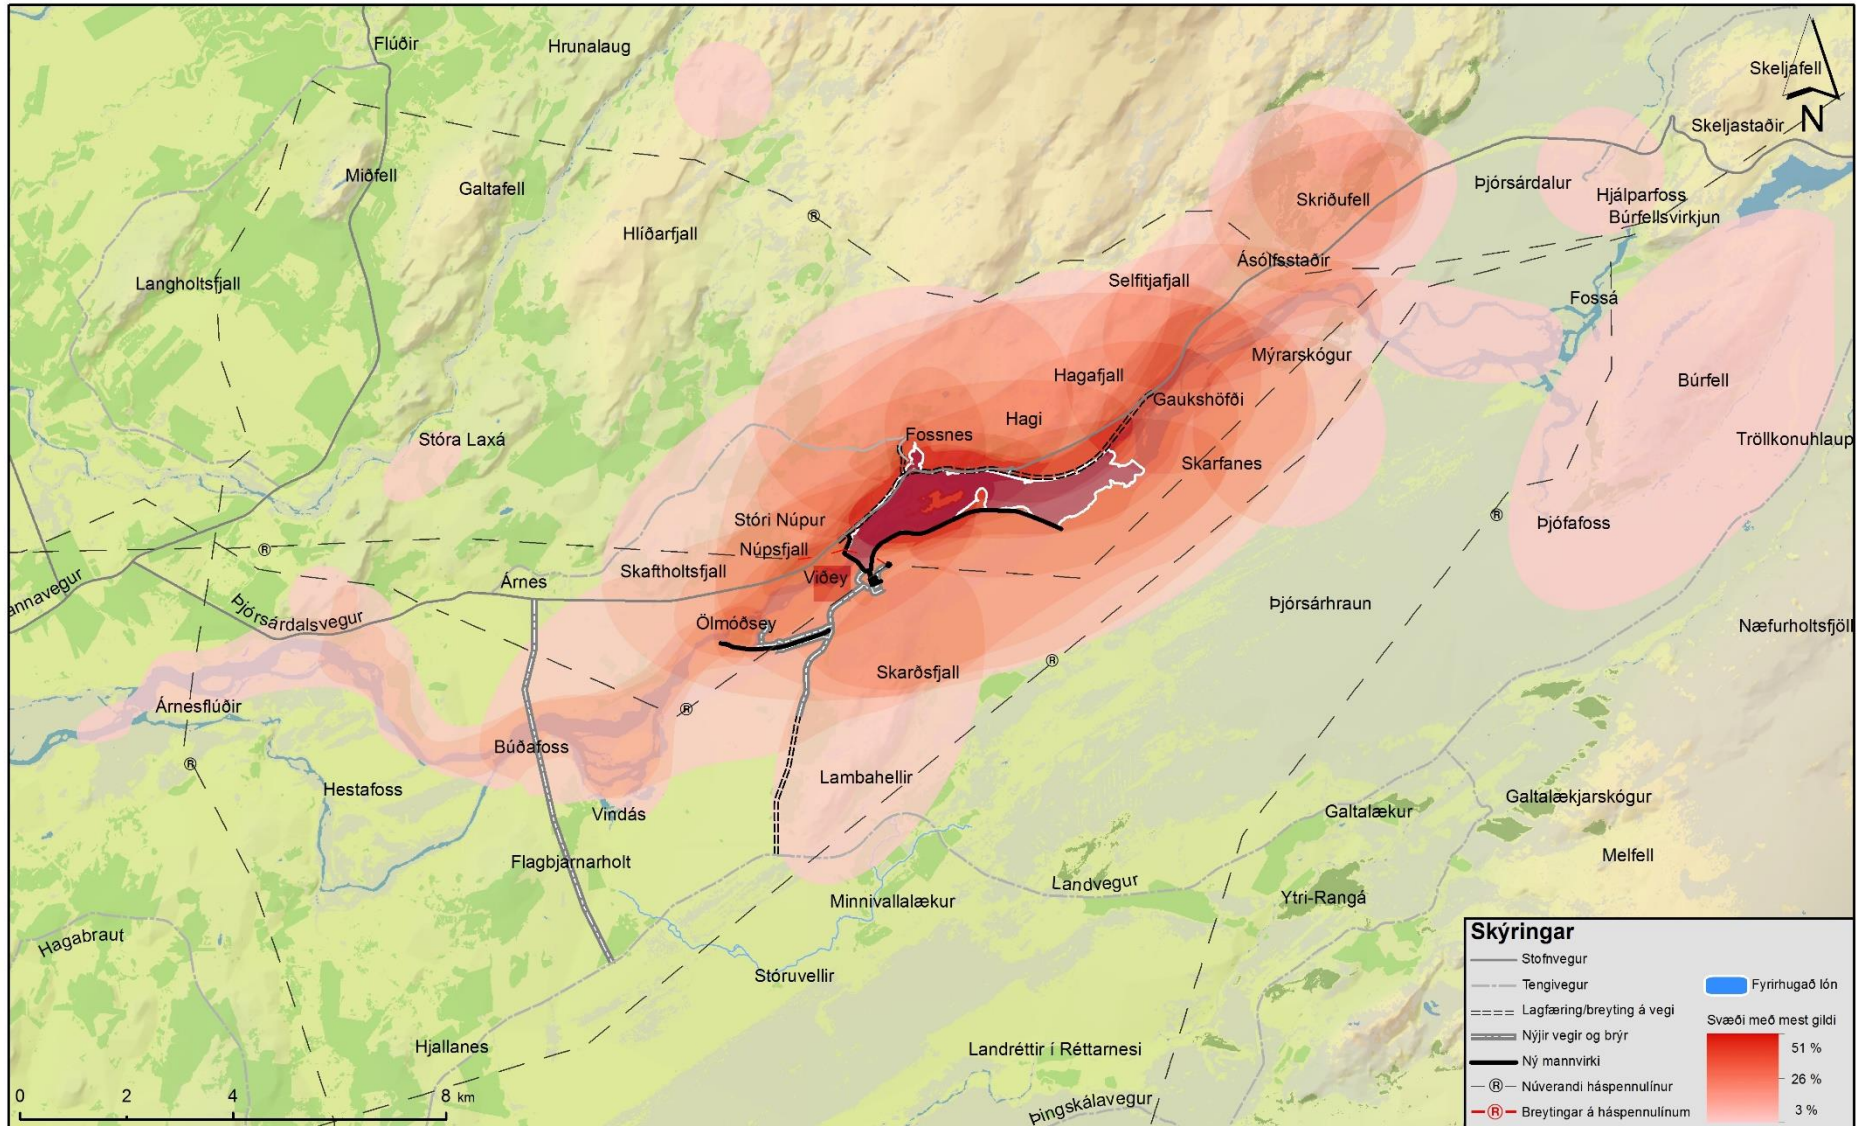 Flúðir
Hrunalaug
Skeljafell
N
Skeljastaðir
Miðfell
Galtafell
Þjórsárdalur
Skriðufell
Hjálparfoss
Búrfellsvirkjun
Hlíðarfjall
Ásólfsstaðir
Langholtsfjall
Selfitjafjall
Fossá
Mýrarskógur
Hagafjall
Búrfell
Gaukshöfði
Hagi
Fossnes
Stóra Laxá
Tröllkonuhlaup
Skarfanes
Stóri Núpur
Þjófafoss
Núpsfjall
Skaftholtsfjall
Viðey
Árnes
annavegur
Þjórsárdalsvegur
Þjórsárhraun
Ölmóðsey
Næfurholtsfjöll
Skarðsfjall
Árnesflúðir
Búðafoss
Lambahellir
Hestafoss
Galtalækjarskógur
Vindás
Galtalækur
Flagbjarnarholt
Melfell
Landvegur
Minnivallalækur
Ytri-Rangá
Hagabraut
Stóruvellir
Hjallanes
Landréttir í Réttarnesi
Þingskálavegur
R
R
R
R
R
R
0 2 4 8 km
Skýringar
Stofnvegur
Tengivegur
Lagfæring/breyting á vegi
Nýjir vegir og brýr
Ný mannvirki
R Núverandi háspennulínur
R Breytingar á háspennulínum
Fyrirhugað lón
Svæði með mest gildi
51 %
26 %
3 %